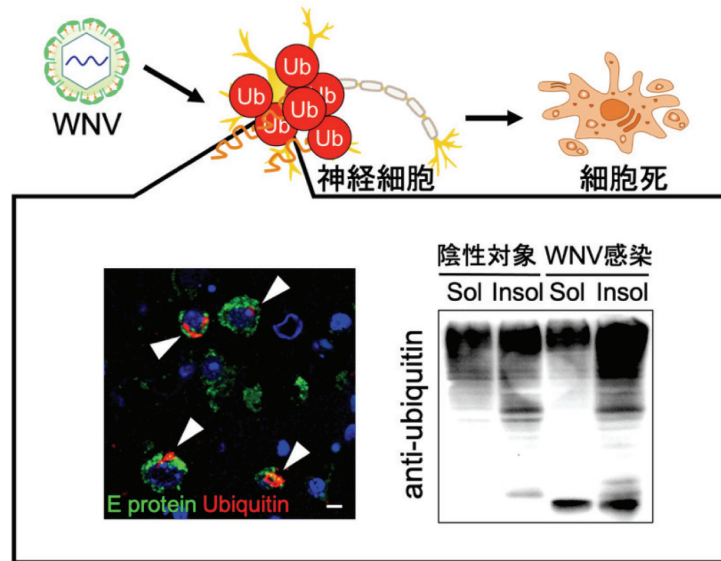 WNV
Ub
Ub
Ub
Ub
Ub
Ub
Ub
神経細胞
細胞死
E protein Ubiquitin
陰性対象 WNV感染
Sol Insol Sol Insol
anti-ubiquitin